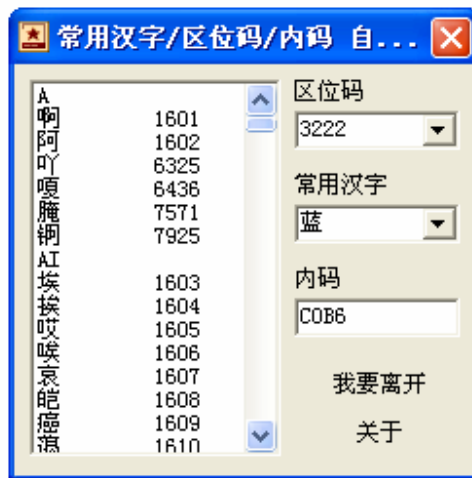 常用汉字/区位码/内码 自...
A
啊 1601
阿 1602
吖 6325
嗄 6436
腌 7571
锕 7925
AI
埃 1603
挨 1604
哎 1605
唉 1606
哀 1607
皑 1608
癌 1609
蔼 1610
区位码
3222
常用汉字
蓝
内码
C0B6
我要离开
关于